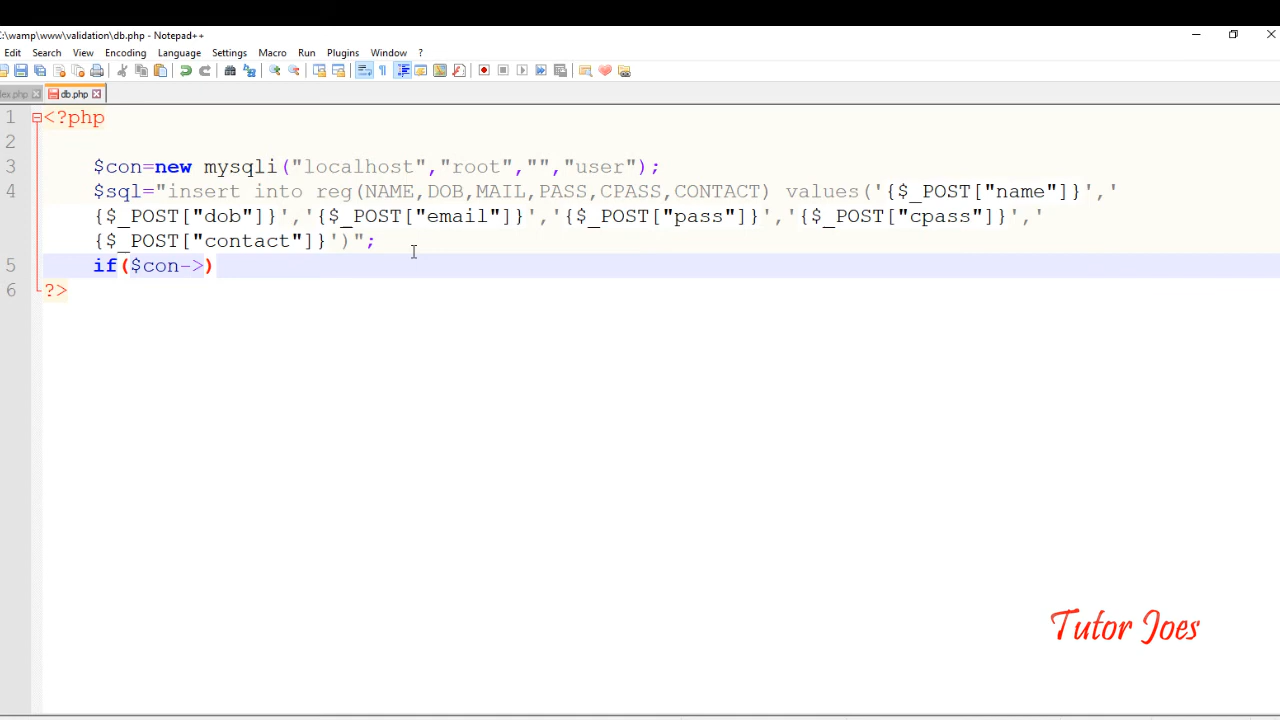 C:\wamp\www\validation\db.php - Notepad++
Edit Search View Encoding Language Settings Macro Run Plugins Window ?
db.php
1 <?php
2
3 $con=new mysqli("localhost","root","","user");
4 $sql="insert into reg(NAME,DOB,MAIL,PASS,CPASS,CONTACT) values('{$_POST["name"]}','
{$_POST["dob"]}','{$_POST["email"]}','{$_POST["pass"]}','{$_POST["cpass"]}','
{$_POST["contact"]}')";
5 if($con->)
6 ?>
Tutor Joes